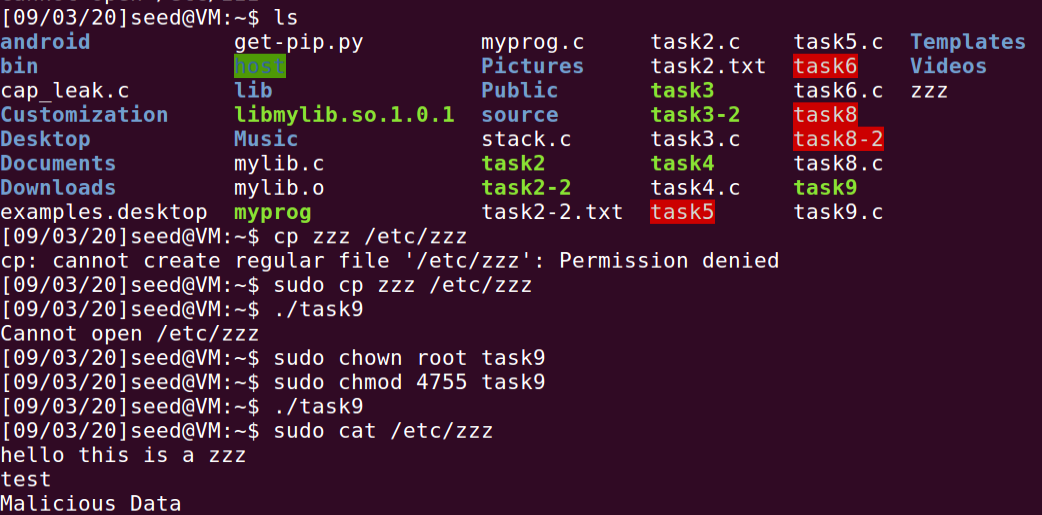 [09/03/20]seed@VM:~$ ls
android get-pip.py myprog.c task2.c task5.c Templates
bin host Pictures task2.txt task6 Videos
cap_leak.c lib Public task3 task6.c zzz
Customization libmylib.so.1.0.1 source task3-2 task8
Desktop Music stack.c task3.c task8-2
Documents mylib.c task2 task4 task8.c
Downloads mylib.o task2-2 task4.c task9
examples.desktop myprog task2-2.txt task5 task9.c
[09/03/20]seed@VM:~$ cp zzz /etc/zzz
cp: cannot create regular file '/etc/zzz': Permission denied
[09/03/20]seed@VM:~$ sudo cp zzz /etc/zzz
[09/03/20]seed@VM:~$ ./task9
Cannot open /etc/zzz
[09/03/20]seed@VM:~$ sudo chown root task9
[09/03/20]seed@VM:~$ sudo chmod 4755 task9
[09/03/20]seed@VM:~$ ./task9
[09/03/20]seed@VM:~$ sudo cat /etc/zzz
hello this is a zzz
test
Malicious Data